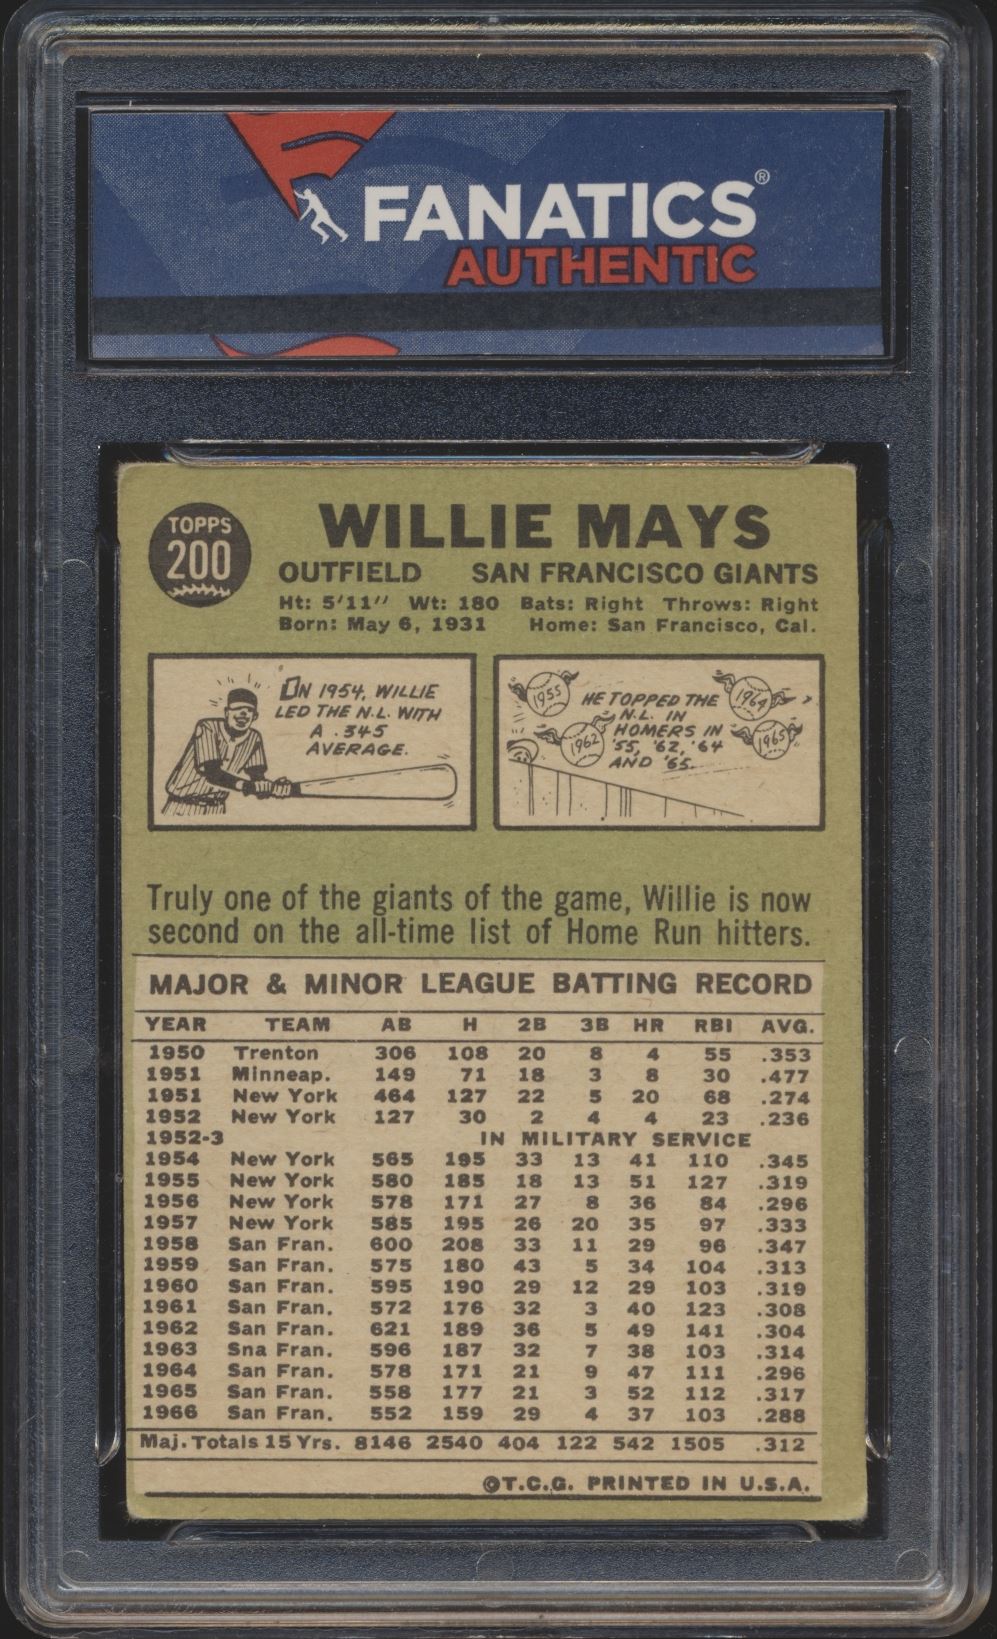 FANATICS®
AUTHENTIC
TOPPS
200
WILLIE MAYS
OUTFIELD SAN FRANCISCO GIANTS
Ht: 5'11" Wt: 180 Bats: Right Throws: Right
Born: May 6, 1931 Home: San Francisco, Cal.
ON 1954, WILLIE
LED THE N.L. WITH
A .345
AVERAGE.
1955
1964
1962
1965
HE TOPPED THE
N.L. IN
HOMERS IN
'55, '62, '64
AND '65.
Truly one of the giants of the game, Willie is now
second on the all-time list of Home Run hitters.
MAJOR & MINOR LEAGUE BATTING RECORD
YEAR TEAM AB H 2B 3B HR RBI AVG.
1950 Trenton 306 108 20 8 4 55 .353
1951 Minneap. 149 71 18 3 8 30 .477
1951 New York 464 127 22 5 20 68 .274
1952 New York 127 30 2 4 4 23 .236
1952-3 IN MILITARY SERVICE
1954 New York 565 195 33 13 41 110 .345
1955 New York 580 185 18 13 51 127 .319
1956 New York 578 171 27 8 36 84 .296
1957 New York 585 195 26 20 35 97 .333
1958 San Fran. 600 208 33 11 29 96 .347
1959 San Fran. 575 180 43 5 34 104 .313
1960 San Fran. 595 190 29 12 29 103 .319
1961 San Fran. 572 176 32 3 40 123 .308
1962 San Fran. 621 189 36 5 49 141 .304
1963 Sna Fran. 596 187 32 7 38 103 .314
1964 San Fran. 578 171 21 9 47 111 .296
1965 San Fran. 558 177 21 3 52 112 .317
1966 San Fran. 552 159 29 4 37 103 .288
Maj. Totals 15 Yrs. 8146 2540 404 122 542 1505 .312
©T.C.G. PRINTED IN U.S.A.